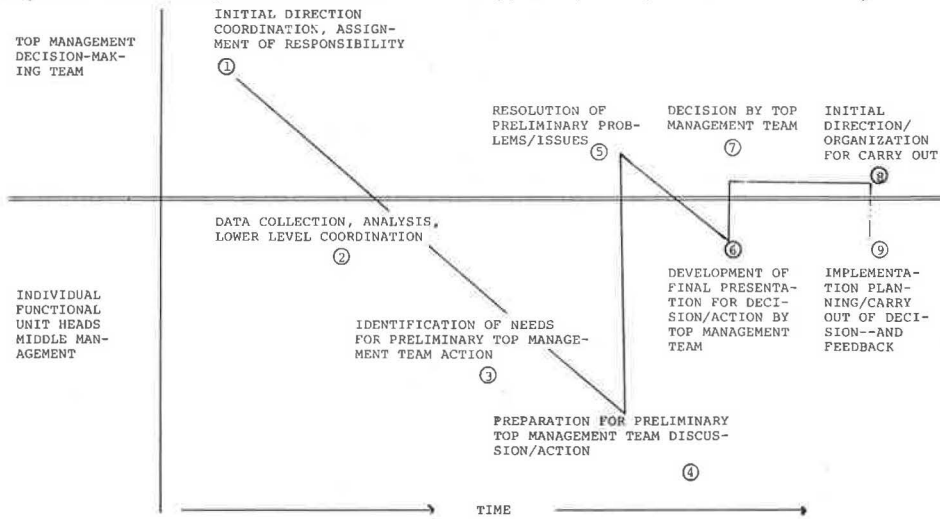 TOP MANAGEMENT
DECISION-MAK-
ING TEAM
INITIAL DIRECTION
COORDINATION, ASSIGN-
MENT OF RESPONSIBILITY
1
RESOLUTION OF
PRELIMINARY PROB-
LEMS/ISSUES
5
DECISION BY TOP
MANAGEMENT TEAM
7
INITIAL
DIRECTION/
ORGANIZATION
FOR CARRY OUT
8
DATA COLLECTION, ANALYSIS,
LOWER LEVEL COORDINATION
2
INDIVIDUAL
FUNCTIONAL
UNIT HEADS
MIDDLE MAN-
AGEMENT
IDENTIFICATION OF NEEDS
FOR PRELIMINARY TOP MANAGE-
MENT TEAM ACTION
3
6
DEVELOPMENT OF
FINAL PRESENTA-
TION FOR DECI-
SION/ACTION BY
TOP MANAGEMENT
TEAM
9
IMPLEMENTA-
TION PLAN-
NING/CARRY
OUT OF DECI-
SION--AND
FEEDBACK
PREPARATION FOR PRELIMINARY
TOP MANAGEMENT TEAM DISCUS-
SION/ACTION
4
TIME